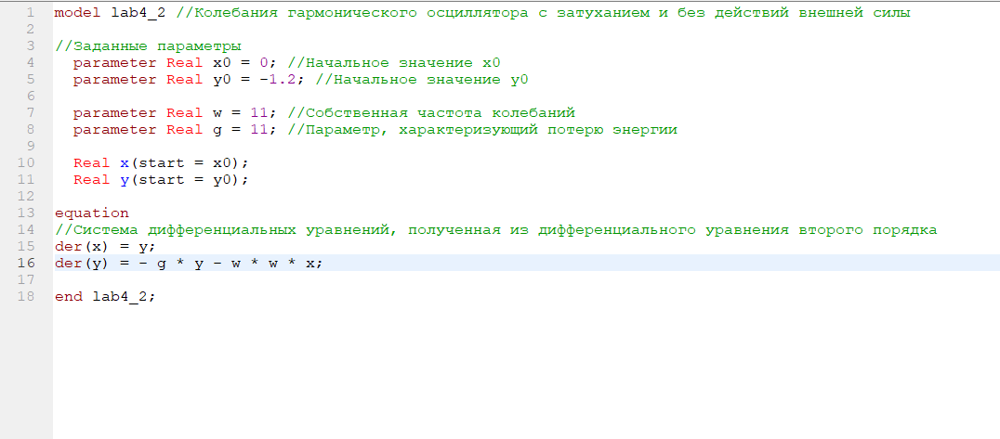 1 model lab4_2 //Колебания гармонического осциллятора с затуханием и без действий внешней силы
2
3 //Заданные параметры
4 parameter Real x0 = 0; //Начальное значение x0
5 parameter Real y0 = -1.2; //Начальное значение y0
6
7 parameter Real w = 11; //Собственная частота колебаний
8 parameter Real g = 11; //Параметр, характеризующий потерю энергии
9
10 Real x(start = x0);
11 Real y(start = y0);
12
13 equation
14 //Система дифференциальных уравнений, полученная из дифференциального уравнения второго порядка
15 der(x) = y;
16 der(y) = - g * y - w * w * x;
17
18 end lab4_2;